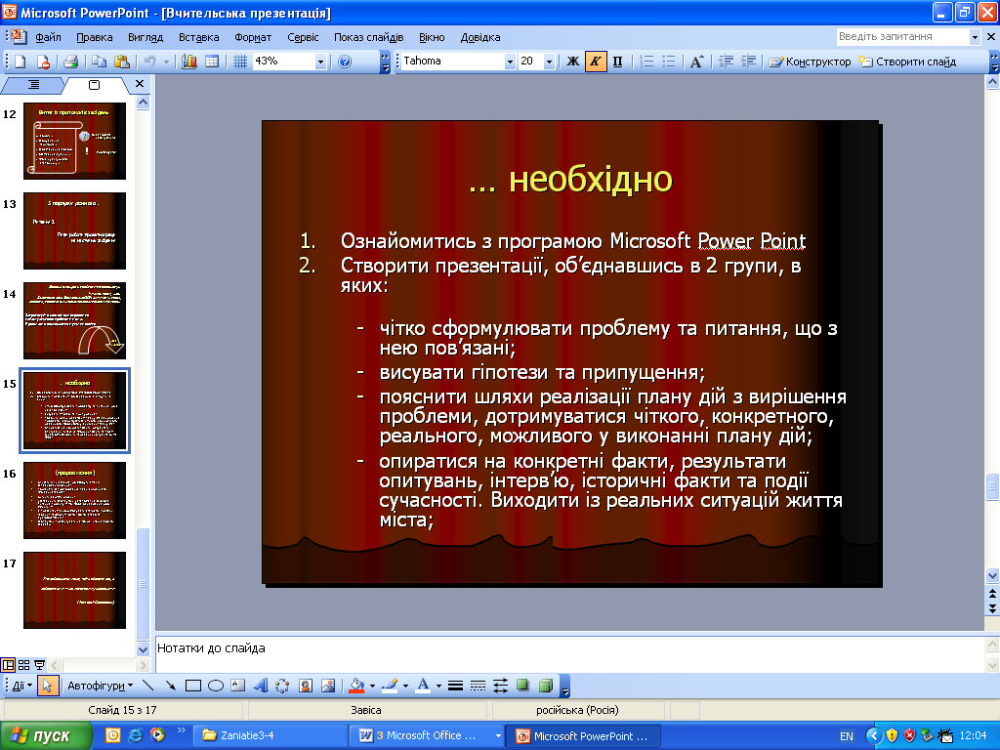 Microsoft PowerPoint - [Вчительська презентація]
Файл Правка Вигляд Вставка Формат Сервіс Показ слайдів Вікно Довідка Введіть запитання
43% Tahoma 20 Ж К П Конструктор Створити слайд
12
13
14
15
16
17
(продовження)
… необхідно
1. Ознайомитись з програмою Microsoft Power Point
2. Створити презентації, об’єднавшись в 2 групи, в
яких:
- чітко сформулювати проблему та питання, що з
нею пов’язані;
- висувати гіпотези та припущення;
- пояснити шляхи реалізації плану дій з вирішення
проблеми, дотримуватися чіткого, конкретного,
реального, можливого у виконанні плану дій;
- опиратися на конкретні факти, результати
опитувань, інтерв’ю, історичні факти та події
сучасності. Виходити із реальних ситуацій життя
міста;
Нотатки до слайда
Дії Автофігури
Слайд 15 з 17 Завіса російська (Росія)
пуск Zaniatie3-4 3 Microsoft Office ... Microsoft PowerPoint ... EN 12:04